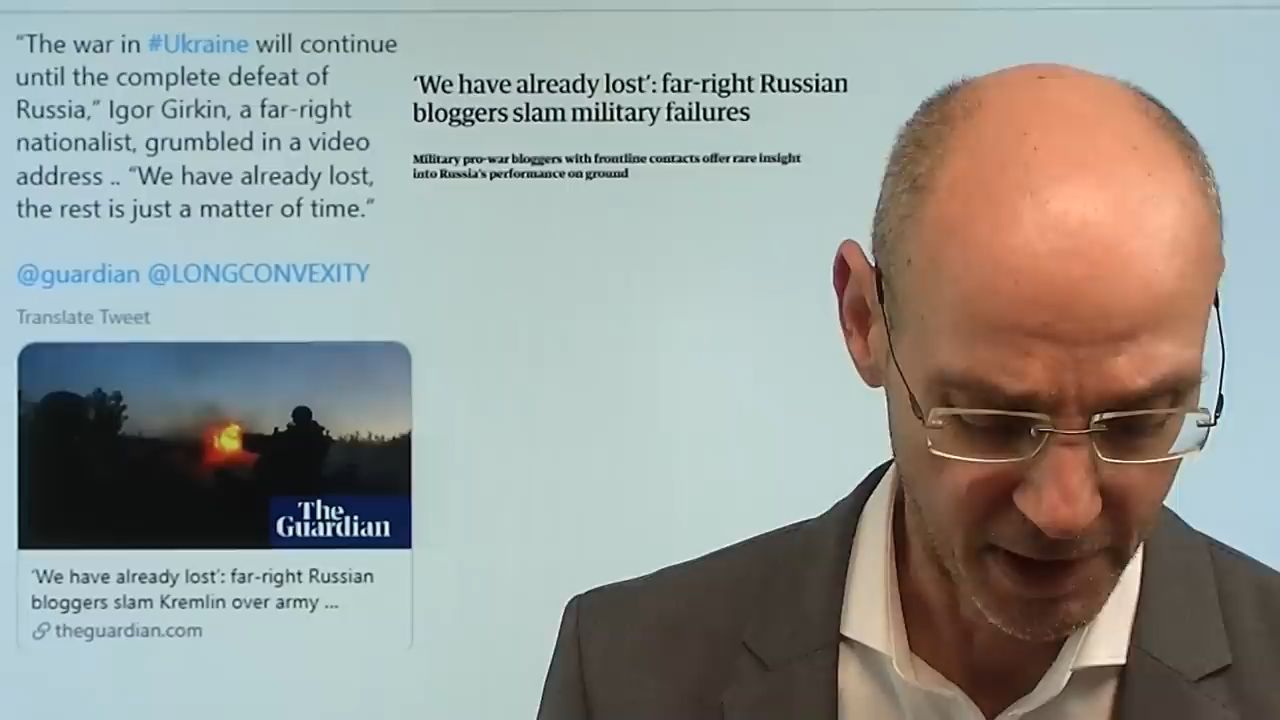 “The war in #Ukraine will continue
until the complete defeat of
Russia,” Igor Girkin, a far-right
nationalist, grumbled in a video
address .. “We have already lost,
the rest is just a matter of time.”
@guardian @LONGCONVEXITY
Translate Tweet
The
Guardian
‘We have already lost’: far-right Russian
bloggers slam Kremlin over army ...
theguardian.com
‘We have already lost’: far-right Russian
bloggers slam military failures
Military pro-war bloggers with frontline contacts offer rare insight
into Russia's performance on ground